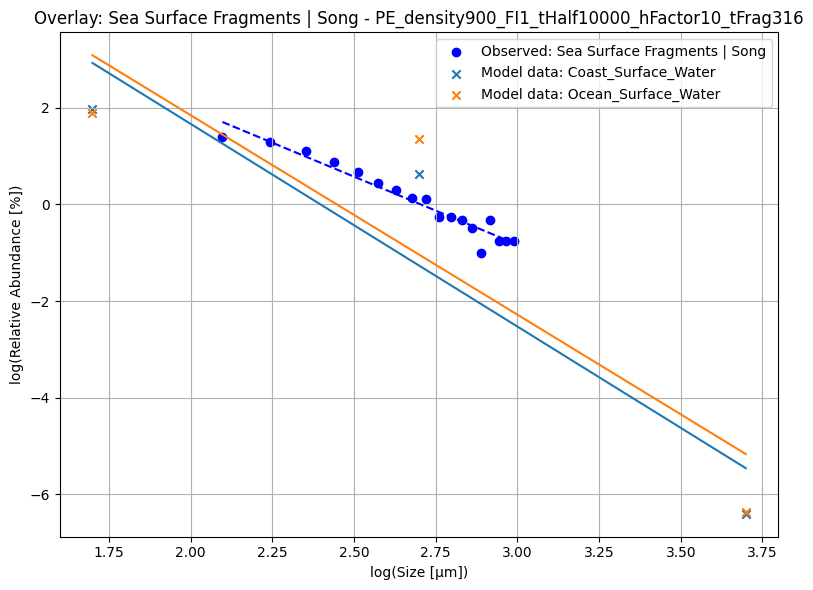 Overlay: Sea Surface Fragments | Song - PE_density900_FI1_tHalf10000_hFactor10_tFrag316
Observed: Sea Surface Fragments | Song
Model data: Coast_Surface_Water
Model data: Ocean_Surface_Water
log(Relative Abundance [%])
2
0
−2
−4
−6
1.75 2.00 2.25 2.50 2.75 3.00 3.25 3.50 3.75
log(Size [µm])